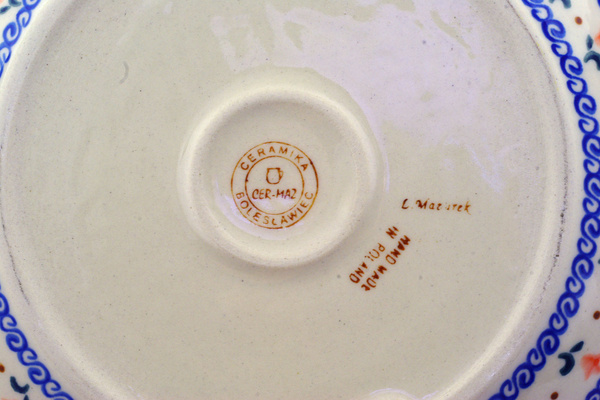 CERAMIKA
CER-MAZ
BOLESŁAWIEC
L Mazurek
HAND MADE
IN POLAND